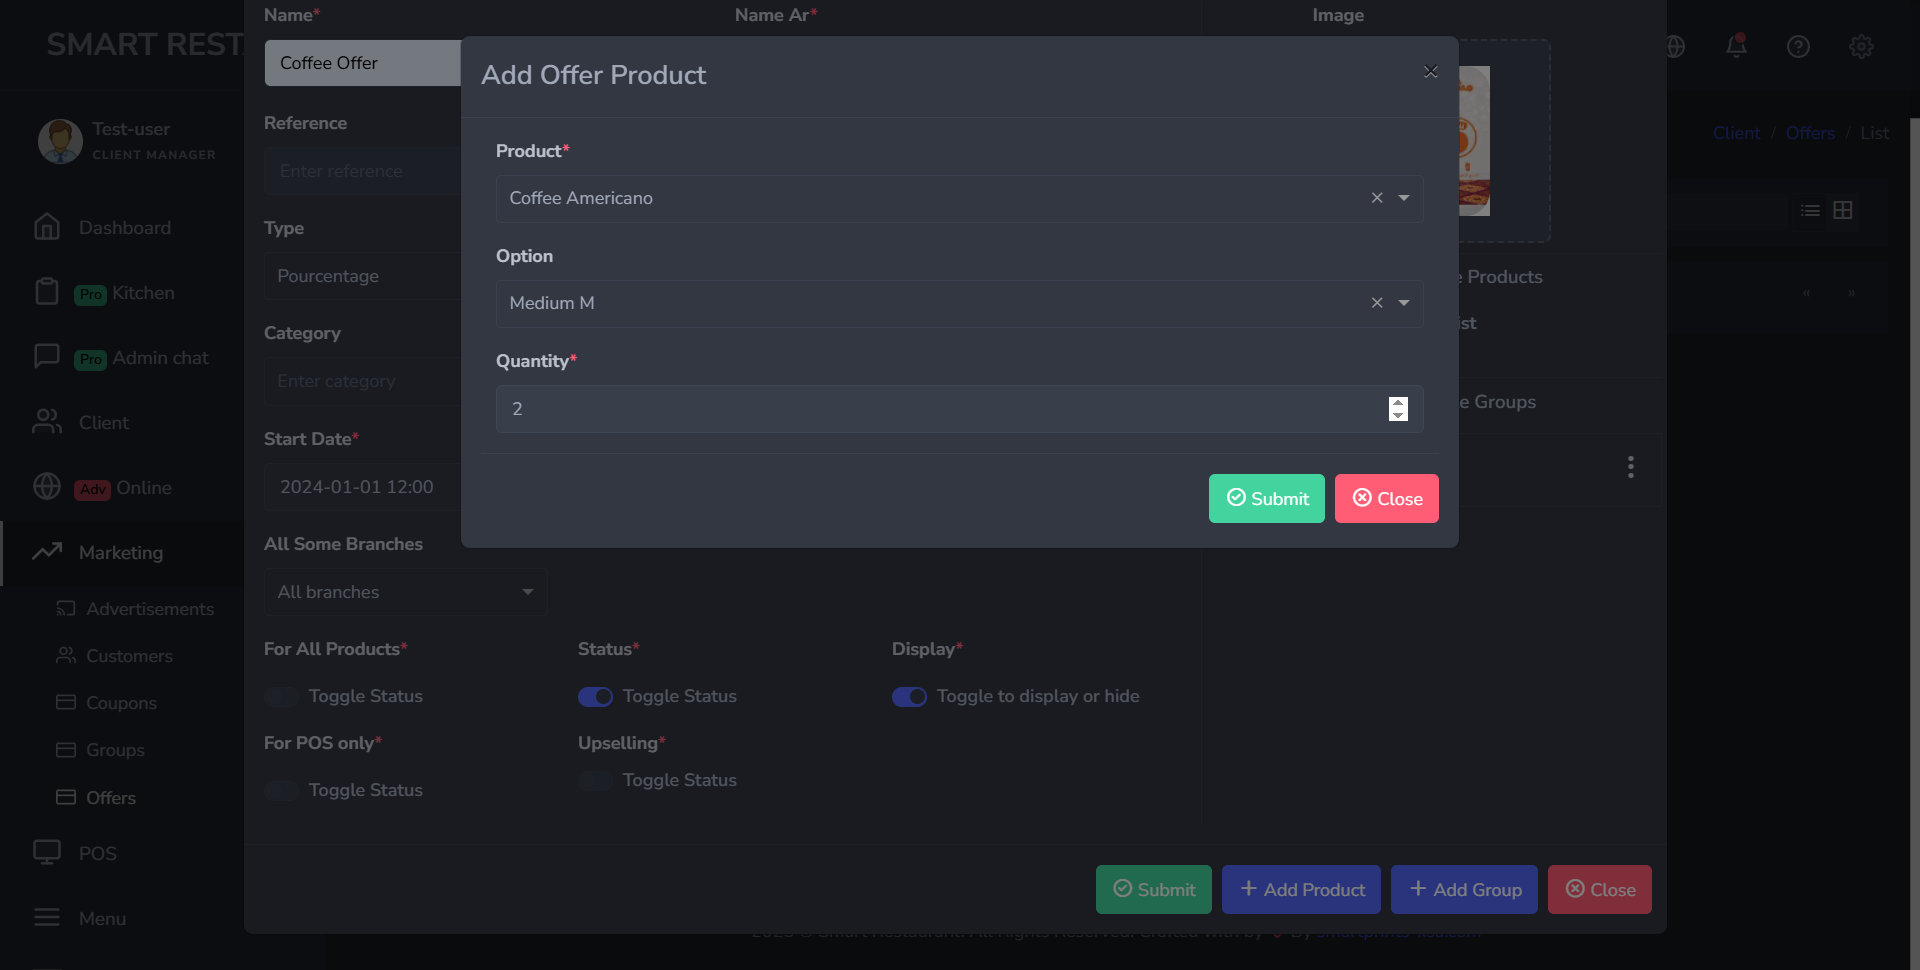 Name*
Name Ar*
Image
SMART REST
Coffee Offer
Add Offer Product
×
Test-user
CLIENT MANAGER
Reference
Enter reference
Client / Offers / List
Product*
Coffee Americano
Dashboard
Type
Pourcentage
Option
Medium M
Products
Pro Kitchen
« »
Category
Enter category
Pro Admin chat
Quantity*
2
Groups
Client
Start Date*
2024-01-01 12:00
Adv Online
Submit
Close
Marketing
All Some Branches
All branches
Advertisements
Customers
Coupons
Groups
Offers
For All Products*
Toggle Status
Status*
Toggle Status
Display*
Toggle to display or hide
For POS only*
Toggle Status
Upselling*
Toggle Status
POS
Menu
Submit
+ Add Product
+ Add Group
Close